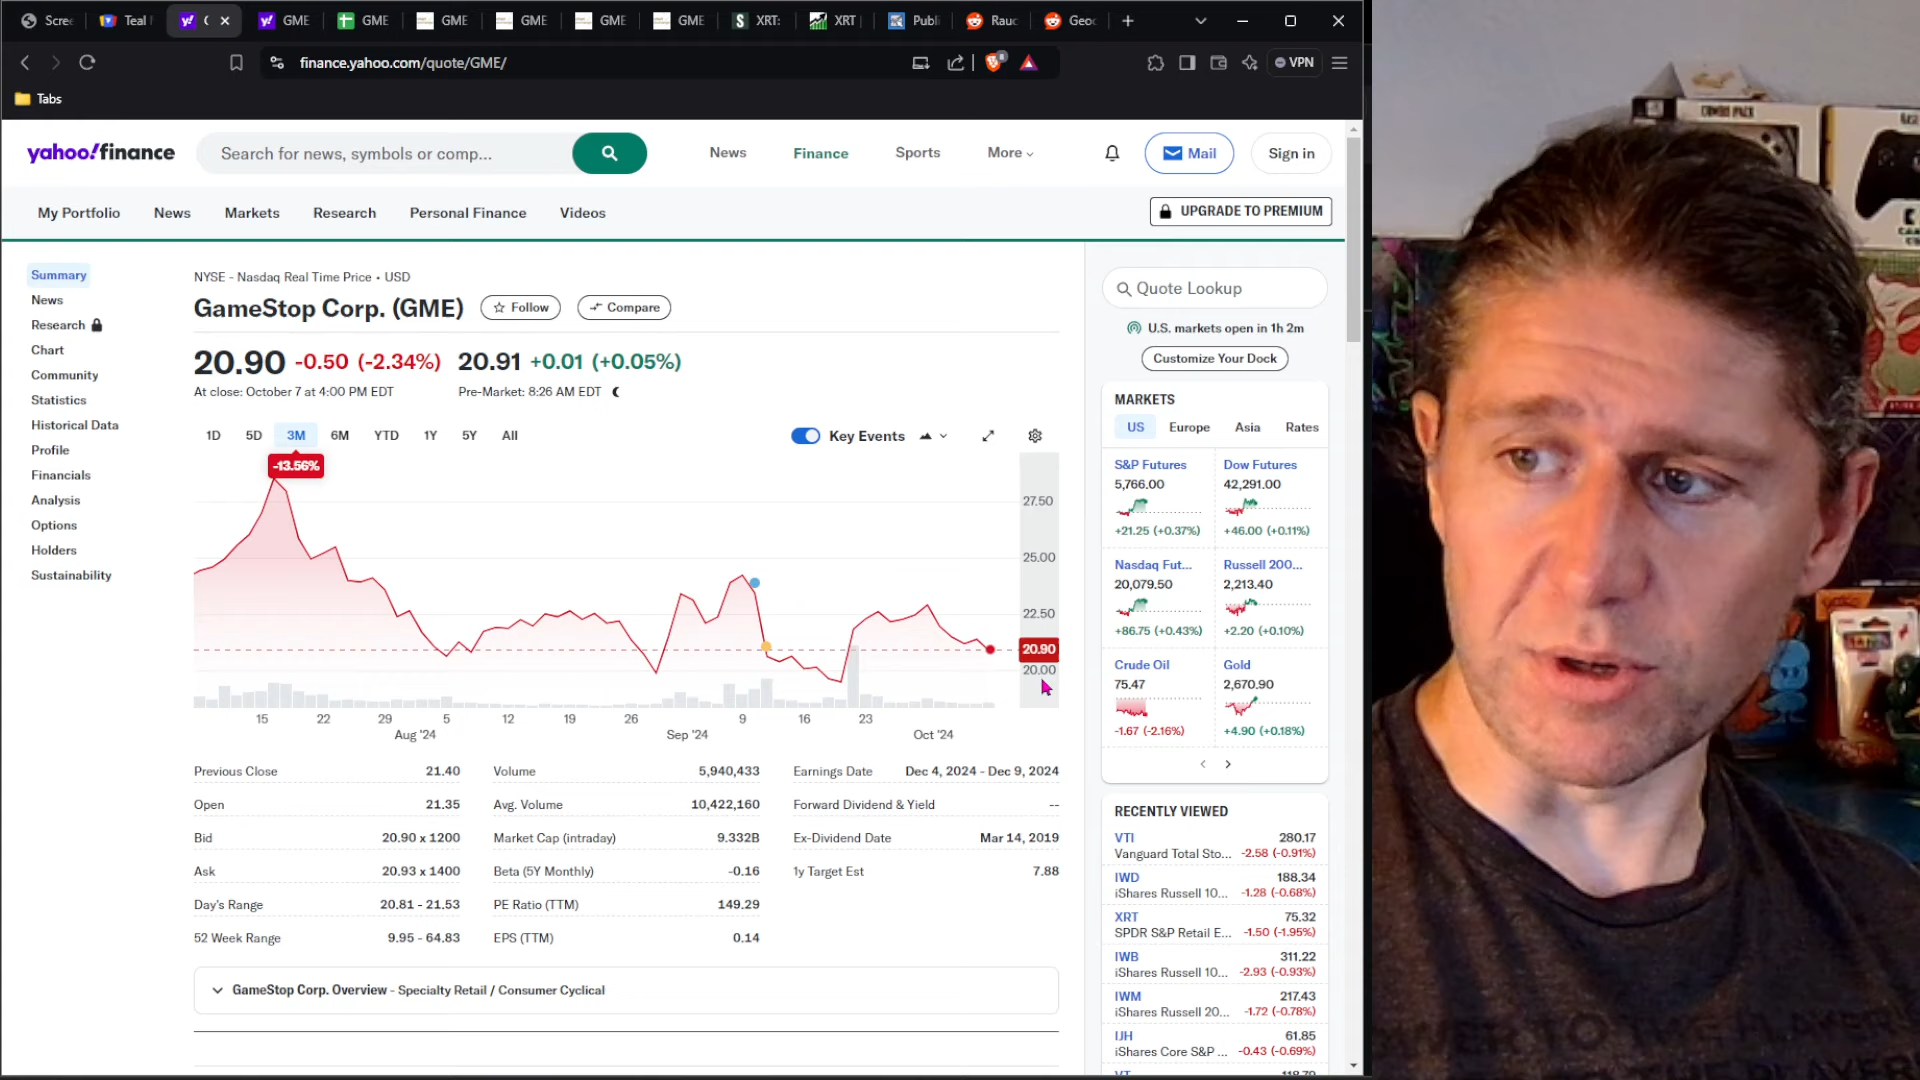 Scree
Teal
GME
GME
GME
GME
GME
GME
XRT:
XRT
Publi
Rauc
Geoc
finance.yahoo.com/quote/GME/
VPN
Tabs
yahoo!finance
Search for news, symbols or comp...
News
Finance
Sports
More
Mail
Sign in
My Portfolio
News
Markets
Research
Personal Finance
Videos
UPGRADE TO PREMIUM
Summary
News
Research
Chart
Community
Statistics
Historical Data
Profile
Financials
Analysis
Options
Holders
Sustainability
NYSE - Nasdaq Real Time Price • USD
GameStop Corp. (GME)
Follow
Compare
20.90 -0.50 (-2.34%)
At close: October 7 at 4:00 PM EDT
20.91 +0.01 (+0.05%)
Pre-Market: 8:26 AM EDT
1D 5D 3M 6M YTD 1Y 5Y All
Key Events
-13.56%
27.50
25.00
22.50
20.90
20.00
15 22 29 5 12 19 26 9 16 23
Aug '24 Sep '24 Oct '24
Previous Close 21.40
Open 21.35
Bid 20.90 x 1200
Ask 20.93 x 1400
Day's Range 20.81 - 21.53
52 Week Range 9.95 - 64.83
Volume 5,940,433
Avg. Volume 10,422,160
Market Cap (intraday) 9.332B
Beta (5Y Monthly) -0.16
PE Ratio (TTM) 149.29
EPS (TTM) 0.14
Earnings Date Dec 4, 2024 - Dec 9, 2024
Forward Dividend & Yield --
Ex-Dividend Date Mar 14, 2019
1y Target Est 7.88
GameStop Corp. Overview - Specialty Retail / Consumer Cyclical
Quote Lookup
U.S. markets open in 1h 2m
Customize Your Dock
MARKETS
US Europe Asia Rates
S&P Futures
5,766.00
+21.25 (+0.37%)
Dow Futures
42,291.00
+46.00 (+0.11%)
Nasdaq Fut...
20,079.50
+86.75 (+0.43%)
Russell 200...
2,213.40
+2.20 (+0.10%)
Crude Oil
75.47
-1.67 (-2.16%)
Gold
2,670.90
+4.90 (+0.18%)
RECENTLY VIEWED
VTI 280.17
Vanguard Total Sto... -2.58 (-0.91%)
IWD 188.34
iShares Russell 10... -1.28 (-0.68%)
XRT 75.32
SPDR S&P Retail E... -1.50 (-1.95%)
IWB 311.22
iShares Russell 10... -2.93 (-0.93%)
IWM 217.43
iShares Russell 20... -1.72 (-0.78%)
IJH 61.85
iShares Core S&P ... -0.43 (-0.69%)
COMBO PACK